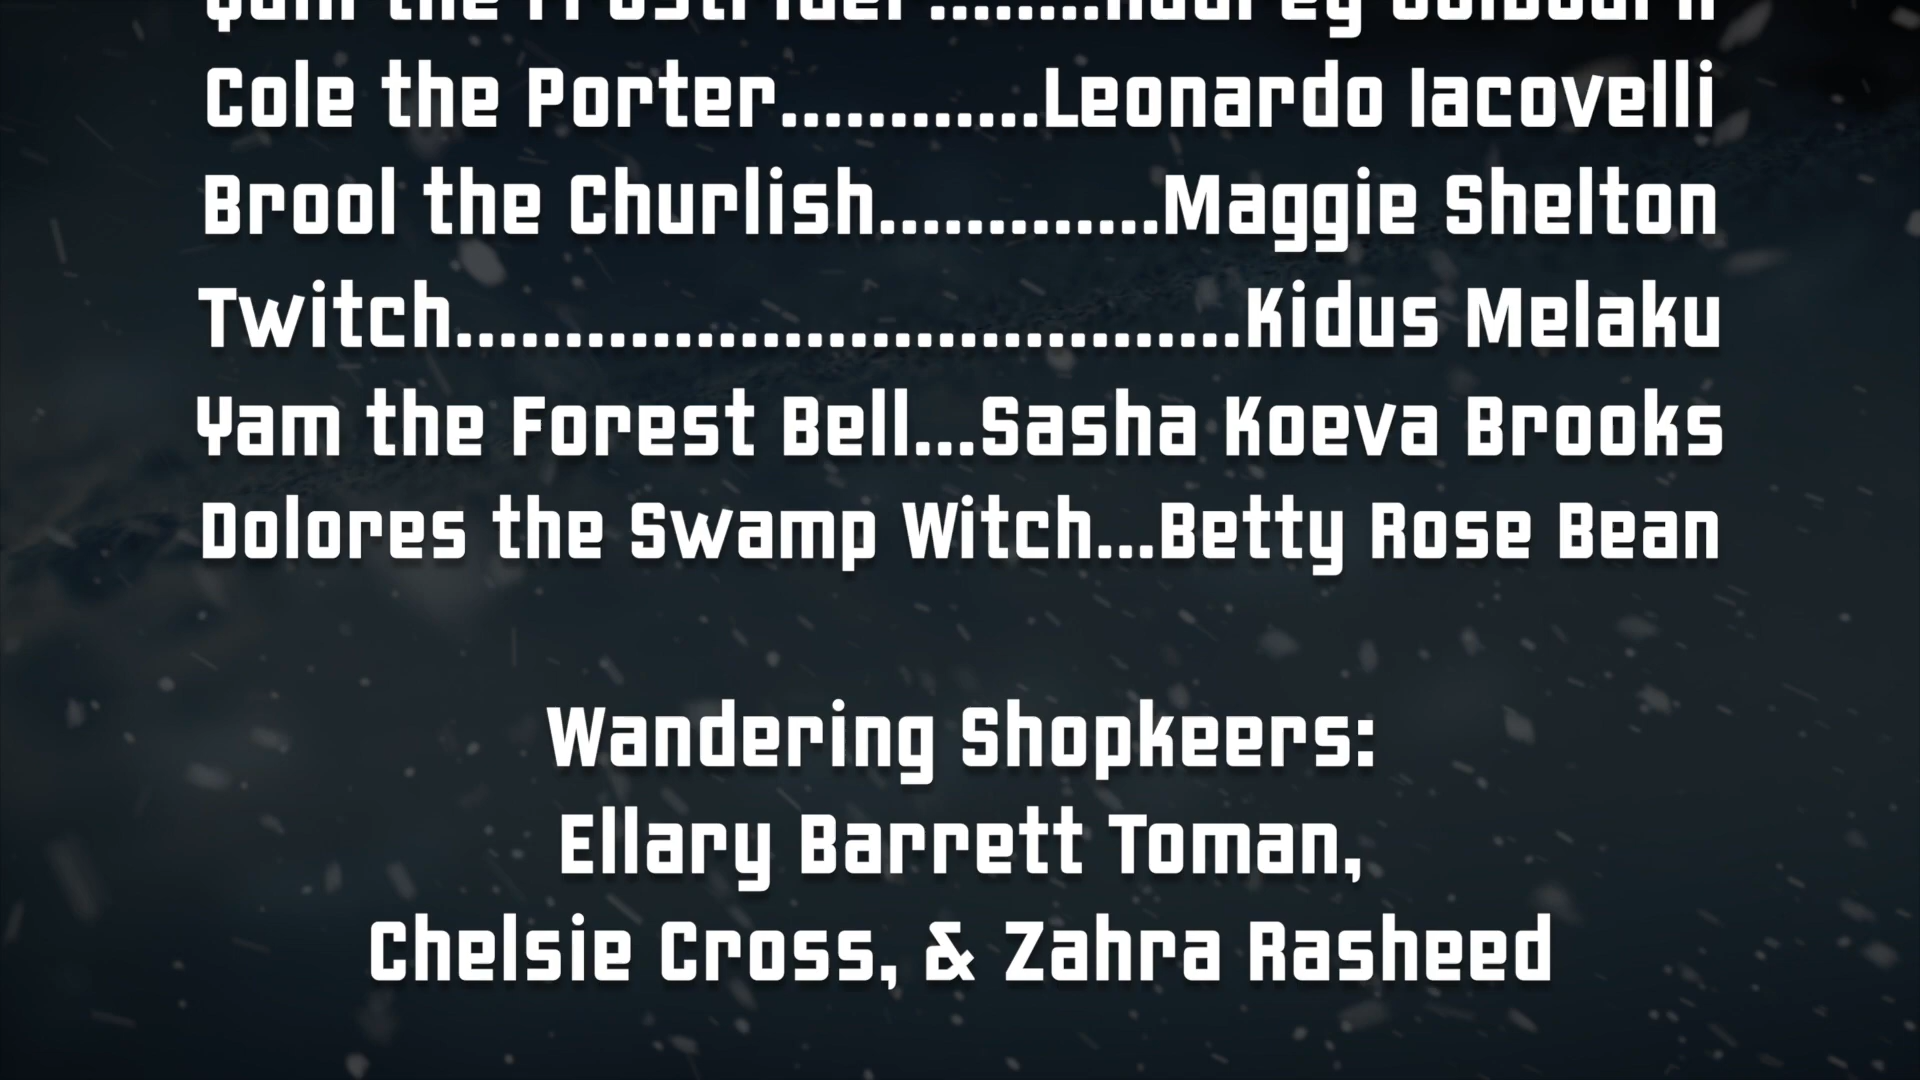 the
Cole the Porter............Leonardo Iacovelli
Brool the Churlish.............Maggie Shelton
Twitch....................................Kidus Melaku
Yam the Forest Bell...Sasha Koeva Brooks
Dolores the Swamp Witch...Betty Rose Bean
Wandering Shopkeers:
Ellary Barrett Toman,
Chelsie Cross, & Zahra Rasheed